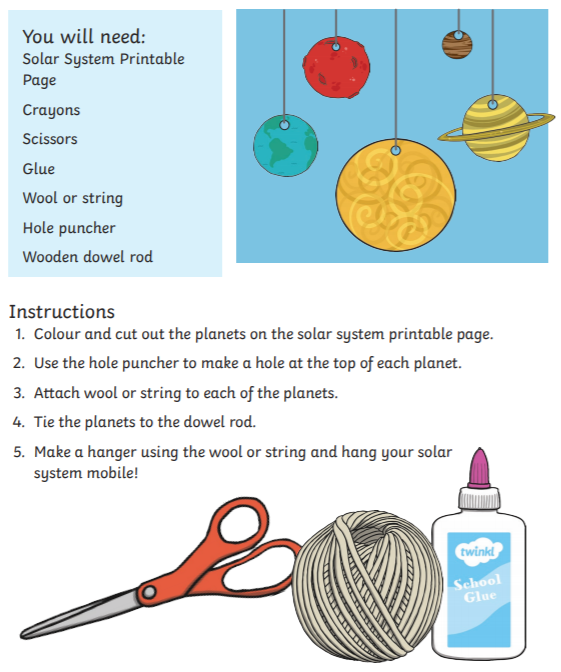 You will need:
Solar System Printable
Page
Crayons
Scissors
Glue
Wool or string
Hole puncher
Wooden dowel rod
Instructions
1. Colour and cut out the planets on the solar system printable page.
2. Use the hole puncher to make a hole at the top of each planet.
3. Attach wool or string to each of the planets.
4. Tie the planets to the dowel rod.
5. Make a hanger using the wool or string and hang your solar
system mobile!
twinkl
School
Glue